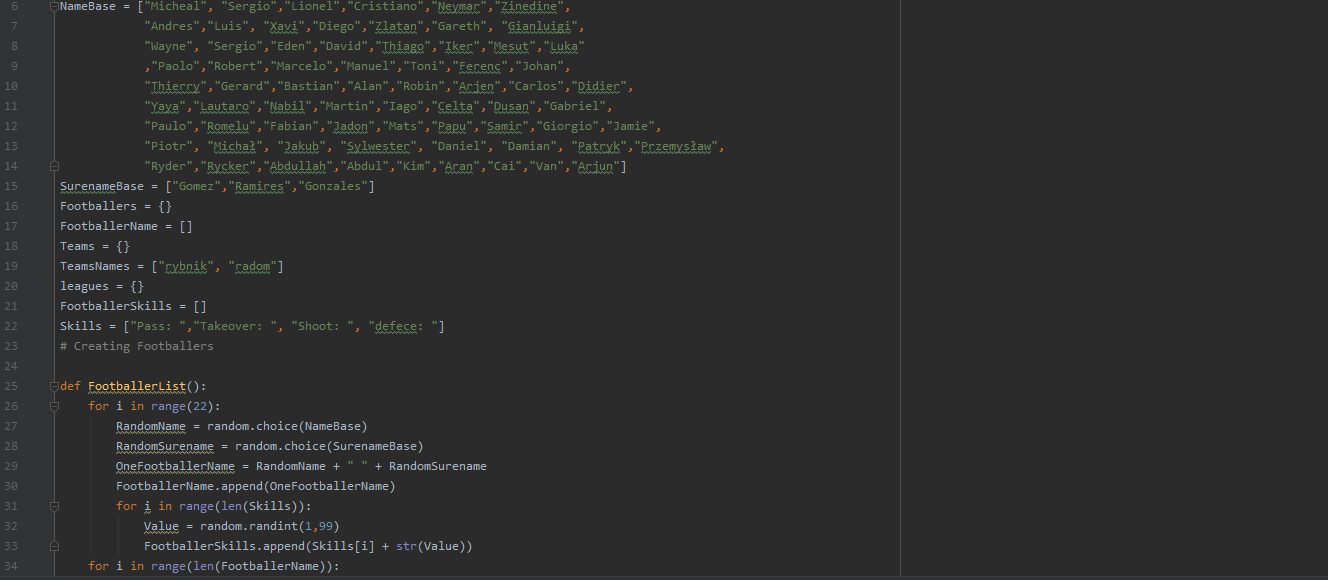 6 NameBase = ["Micheal", "Sergio","Lionel","Cristiano","Neymar","Zinedine",
7 "Andres","Luis", "Xavi","Diego","Zlatan","Gareth", "Gianluigi",
8 "Wayne", "Sergio","Eden","David","Thiago","Iker","Mesut","Luka"
9 ,"Paolo","Robert","Marcelo","Manuel","Toni","Ferenc","Johan",
10 "Thierry","Gerard","Bastian","Alan","Robin","Arjen","Carlos","Didier",
11 "Yaya","Lautaro","Nabil","Martin","Iago","Celta","Dusan","Gabriel",
12 "Paulo","Romelu","Fabian","Jadon","Mats","Papu","Samir","Giorgio","Jamie",
13 "Piotr", "Michał", "Jakub", "Sylwester", "Daniel", "Damian", "Patryk","Przemysław",
14 "Ryder","Rycker","Abdullah","Abdul","Kim","Aran","Cai","Van","Arjun"]
15 SurenameBase = ["Gomez","Ramires","Gonzales"]
16 Footballers = {}
17 FootballerName = []
18 Teams = {}
19 TeamsNames = ["rybnik", "radom"]
20 leagues = {}
21 FootballerSkills = []
22 Skills = ["Pass: ","Takeover: ", "Shoot: ", "defece: "]
23 # Creating Footballers
24
25 def FootballerList():
26 for i in range(22):
27 RandomName = random.choice(NameBase)
28 RandomSurename = random.choice(SurenameBase)
29 OneFootballerName = RandomName + " " + RandomSurename
30 FootballerName.append(OneFootballerName)
31 for i in range(len(Skills)):
32 Value = random.randint(1,99)
33 FootballerSkills.append(Skills[i] + str(Value))
34 for i in range(len(FootballerName)):